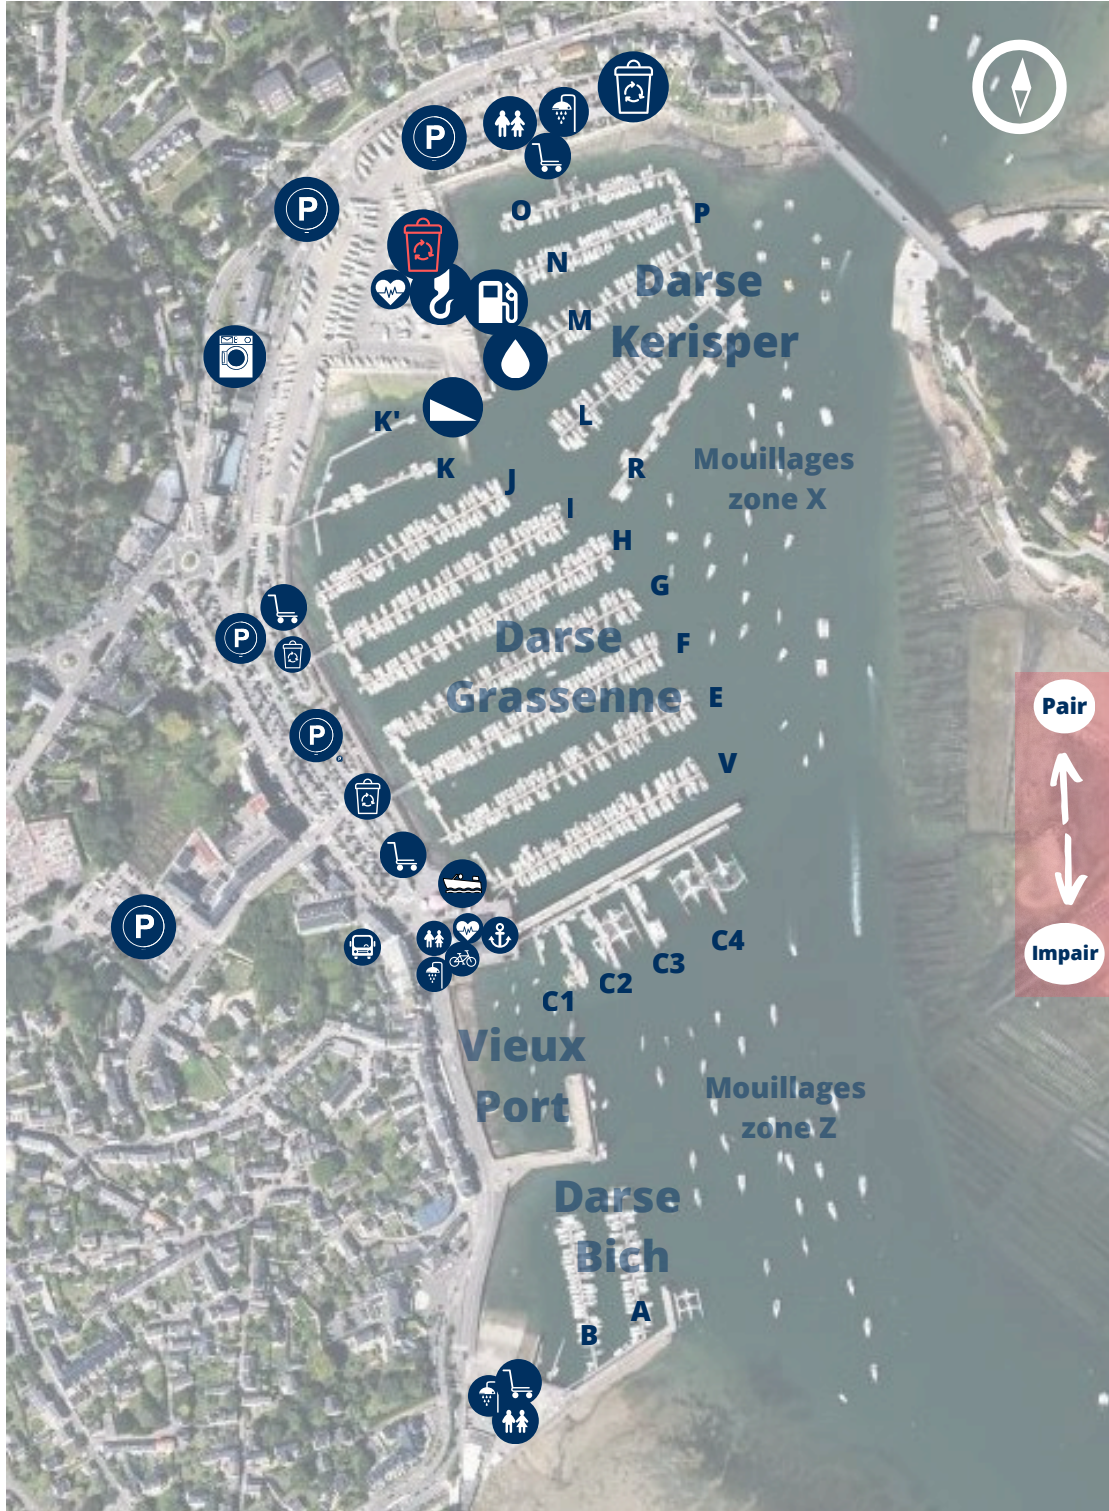 P
P
O
P
N
Darse
M
Kerisper
K'
L
K
R
Mouillages
zone X
J
I
H
G
P
Darse
F
Grassenne
E
Pair
P
V
P
C4
Impair
C3
C2
C1
Vieux
Port
Mouillages
zone Z
Darse
Bich
A
B